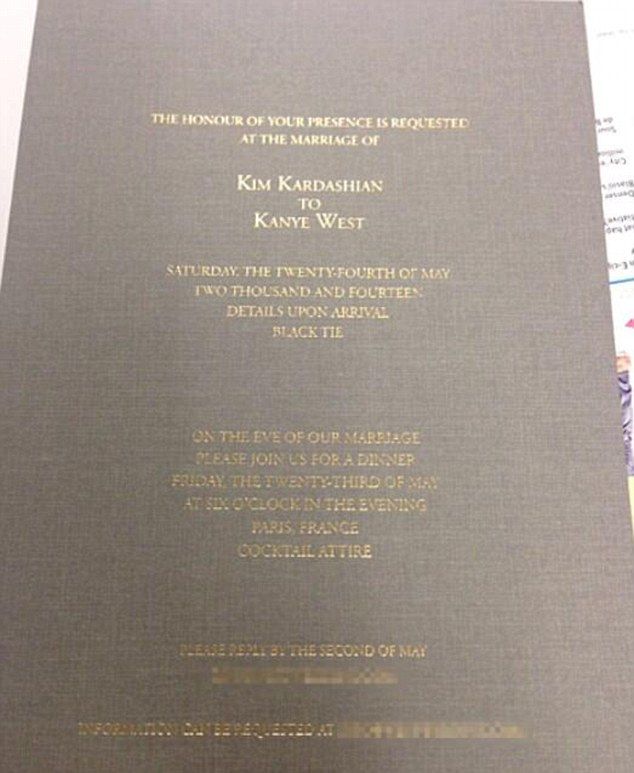 THE HONOUR OF YOUR PRESENCE IS REQUESTED
AT THE MARRIAGE OF
KIM KARDASHIAN
TO
KANYE WEST
SATURDAY, THE TWENTY-FOURTH OF MAY
TWO THOUSAND AND FOURTEEN
DETAILS UPON ARRIVAL
BLACK TIE
ON THE EVE OF OUR MARRIAGE
PLEASE JOIN US FOR A DINNER
FRIDAY, THE TWENTY-THIRD OF MAY
AT SIX O'CLOCK IN THE EVENING
PARIS, FRANCE
COCKTAIL ATTIRE
PLEASE REPLY BY THE SECOND OF MAY
INFORMATION CAN BE REQUESTED AT